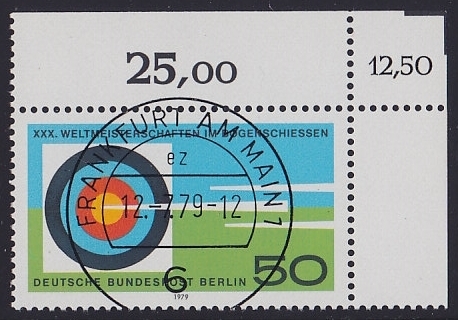 25,00
12,50
XXX. WELTMEISTERSCHAFTEN IM BOGENSCHIESSEN
FRANKFURT AM MAIN 1
ez
12.-7.79-12
6
DEUTSCHE BUNDESPOST BERLIN 50
1979